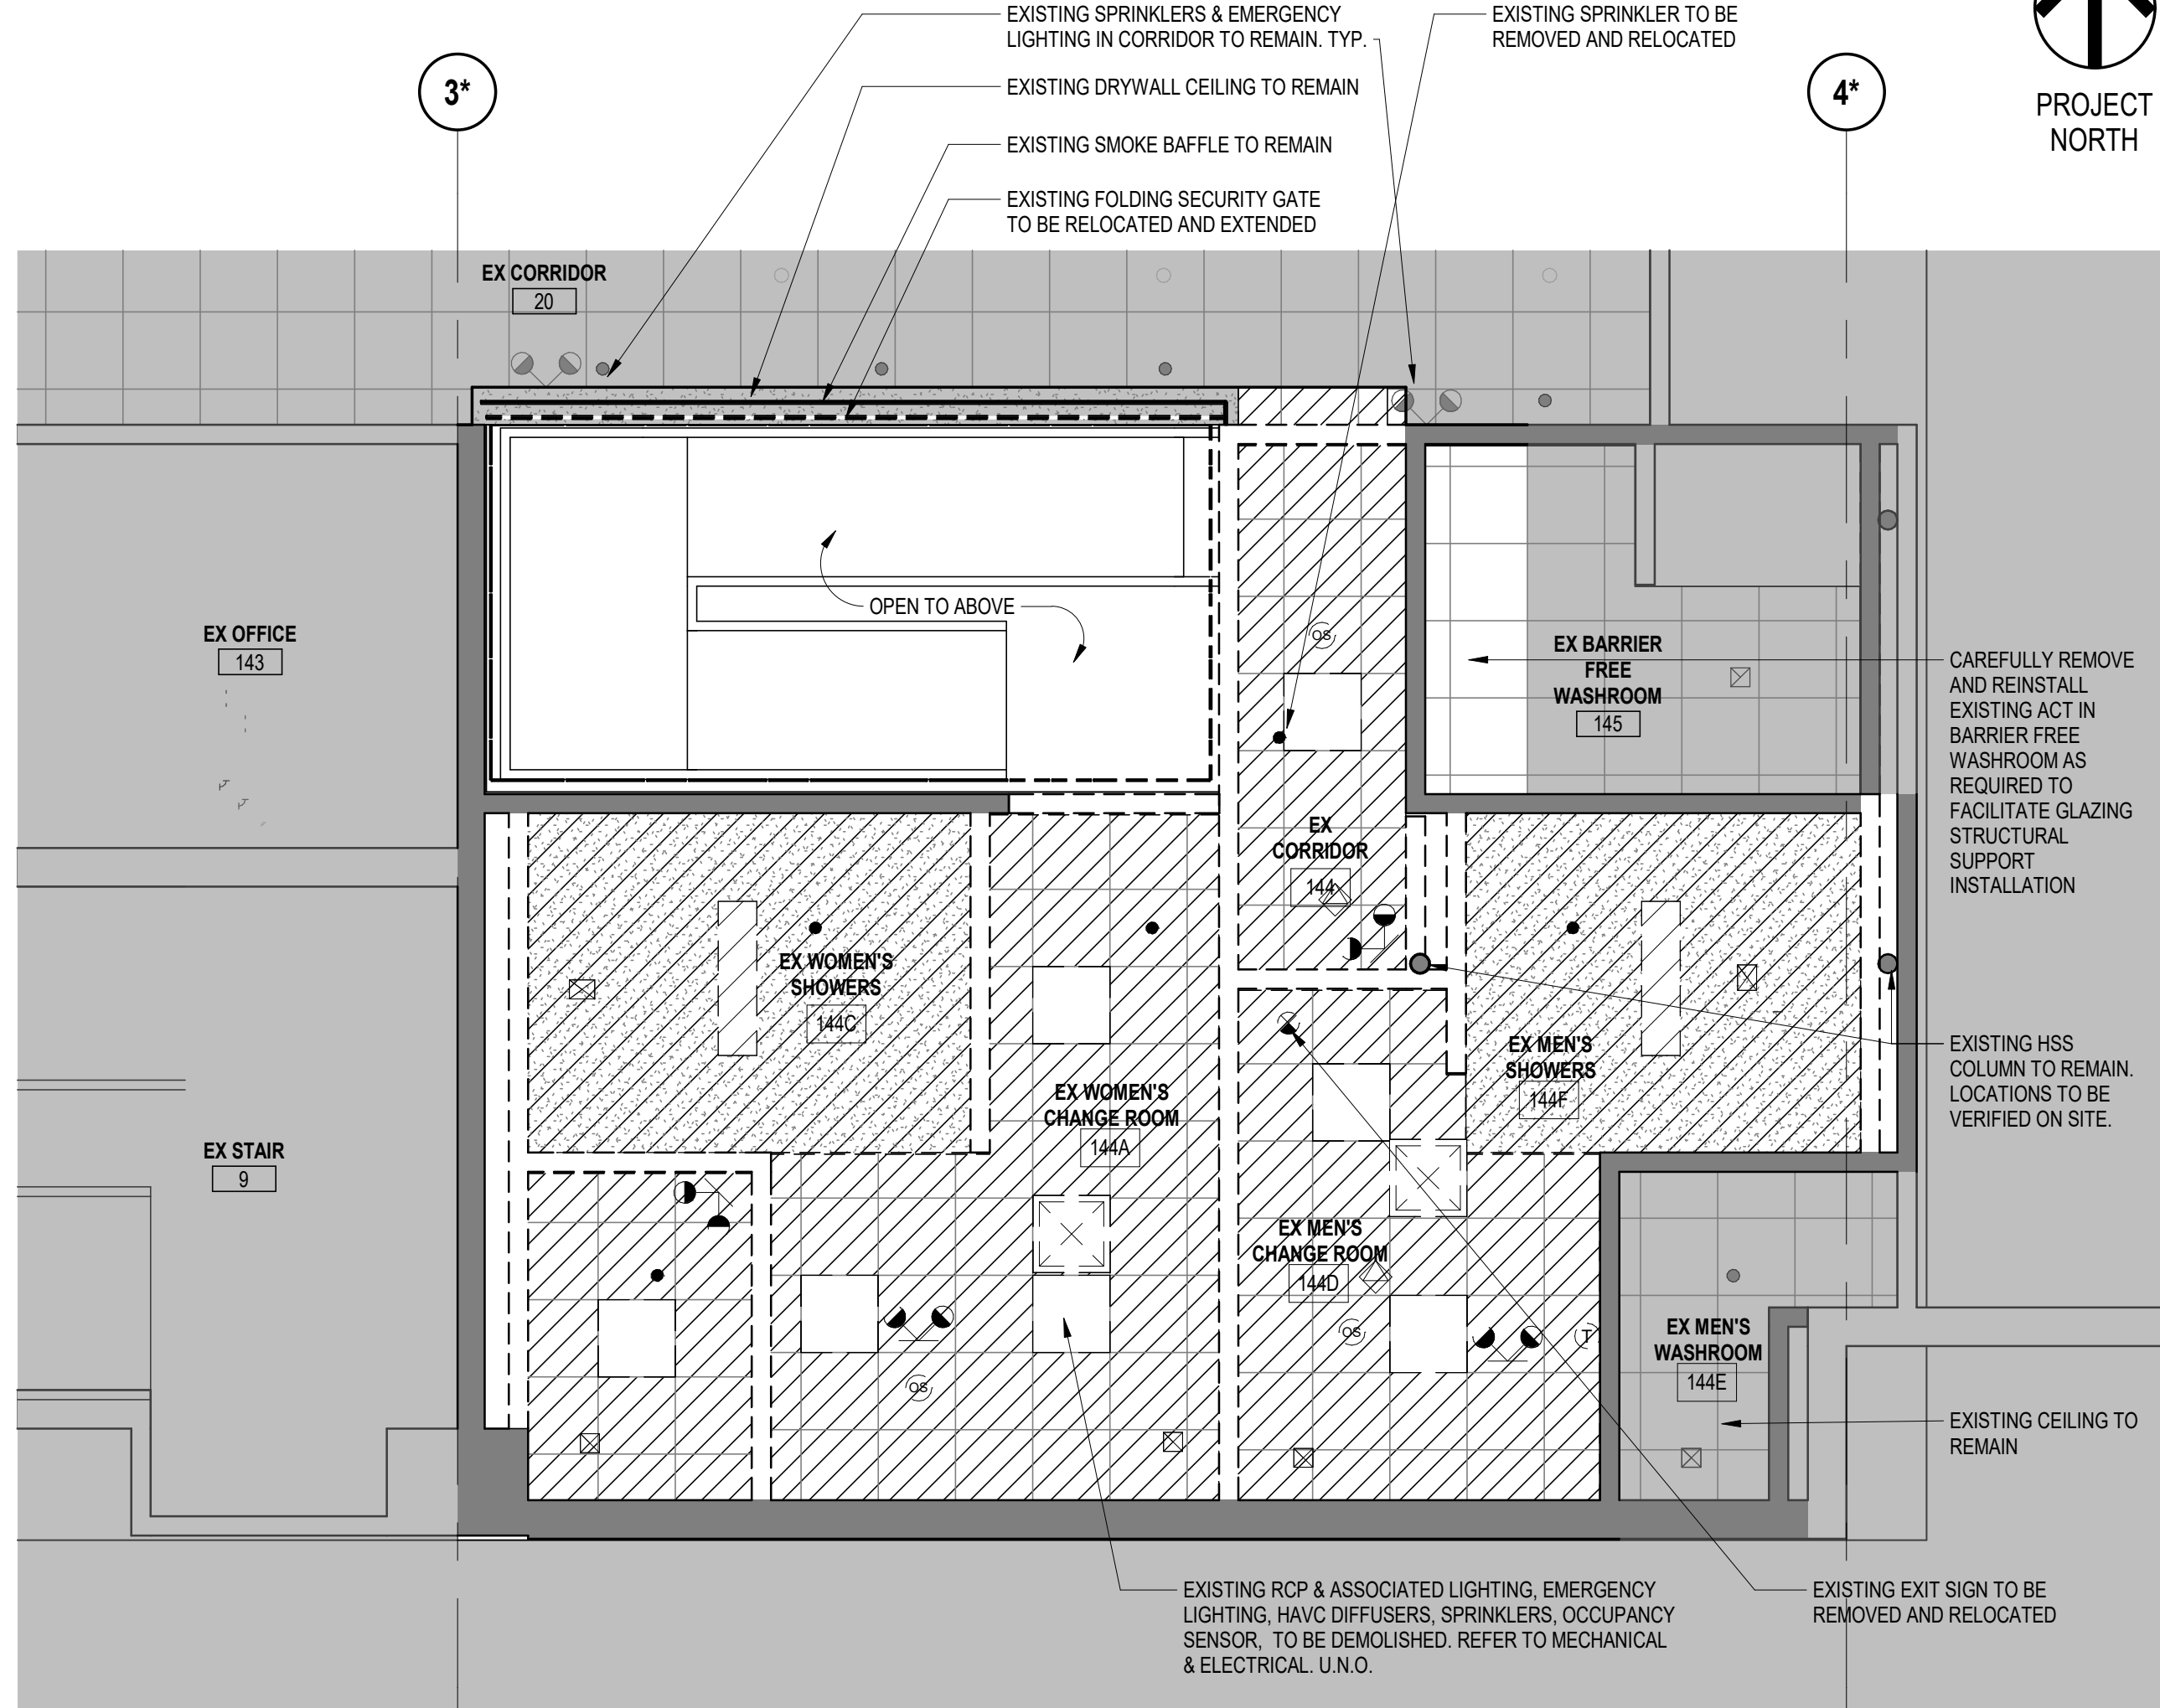 EXISTING SPRINKLERS & EMERGENCY
LIGHTING IN CORRIDOR TO REMAIN. TYP.
EXISTING SPRINKLER TO BE
REMOVED AND RELOCATED
3*
EXISTING DRYWALL CEILING TO REMAIN
4*
PROJECT
NORTH
EXISTING SMOKE BAFFLE TO REMAIN
EXISTING FOLDING SECURITY GATE
TO BE RELOCATED AND EXTENDED
EX CORRIDOR
20
OPEN TO ABOVE
OS
EX OFFICE
143
EX BARRIER
FREE
WASHROOM
145
CAREFULLY REMOVE
AND REINSTALL
EXISTING ACT IN
BARRIER FREE
WASHROOM AS
REQUIRED TO
FACILITATE GLAZING
STRUCTURAL
SUPPORT
INSTALLATION
EX
CORRIDOR
144
EX WOMEN'S
SHOWERS
144C
EX MEN'S
SHOWERS
144F
EXISTING HSS
COLUMN TO REMAIN.
LOCATIONS TO BE
VERIFIED ON SITE.
EX WOMEN'S
CHANGE ROOM
144A
EX STAIR
9
EX MEN'S
CHANGE ROOM
144D
OS
T
OS
EX MEN'S
WASHROOM
144E
EXISTING CEILING TO
REMAIN
EXISTING RCP & ASSOCIATED LIGHTING, EMERGENCY
LIGHTING, HAVC DIFFUSERS, SPRINKLERS, OCCUPANCY
SENSOR, TO BE DEMOLISHED. REFER TO MECHANICAL
& ELECTRICAL. U.N.O.
EXISTING EXIT SIGN TO BE
REMOVED AND RELOCATED